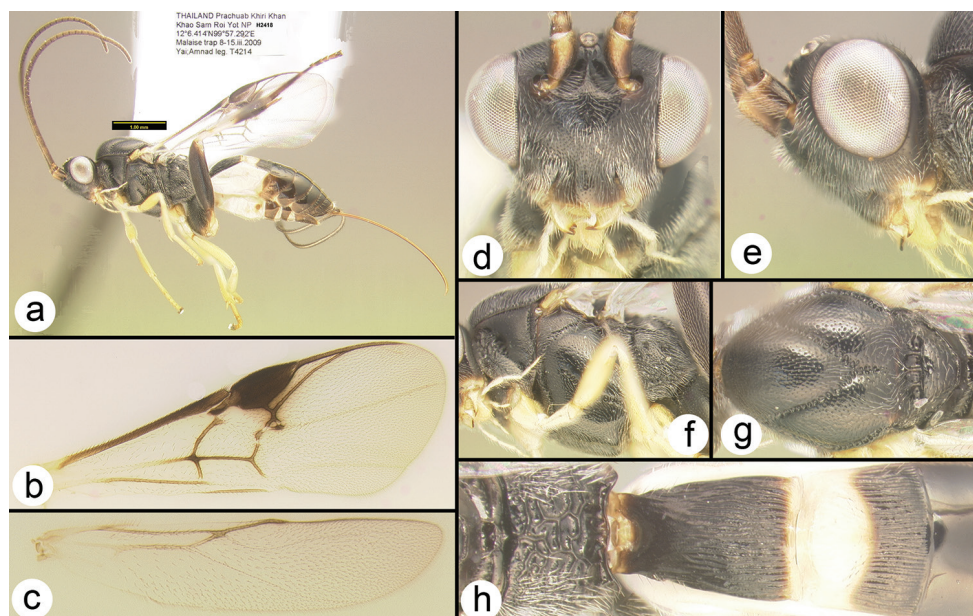 THAILAND Prachuab Khiri Khan
Khao Sam Roi Yot NP H2418
12°6.414'N99°57.292'E
Malaise trap 8-15.iii.2009
Yai.Amnad leg. T4214
1.00 mm
a
b
c
d
e
f
g
h